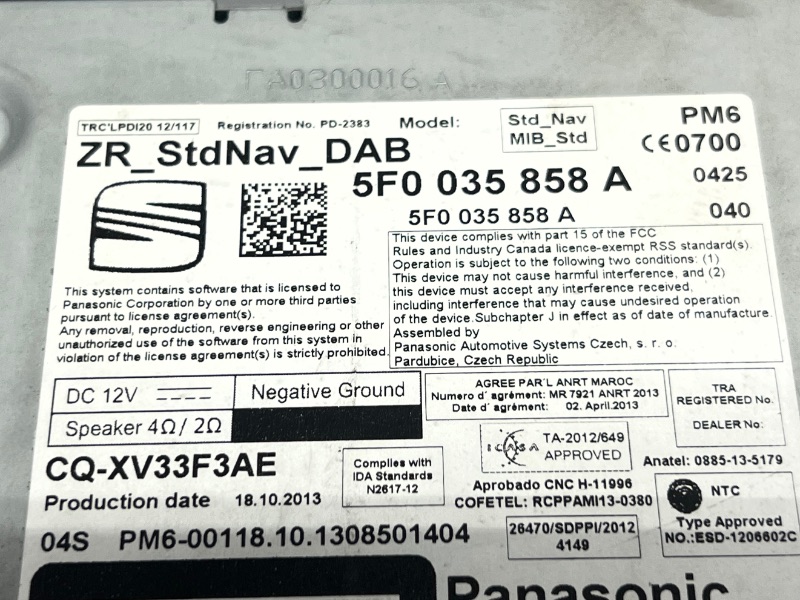 FA0300016 A
TRC'LPDI20 12/117
Registration No. PD-2383
Model:
Std_Nav
MIB_Std
PM6
CE0700
ZR_StdNav_DAB
5F0 035 858 A
0425
5F0 035 858 A
040
This device complies with part 15 of the FCC
Rules and Industry Canada licence-exempt RSS standard(s).
Operation is subject to the following two conditions: (1)
This device may not cause harmful interference, and (2)
this device must accept any interference received,
including interference that may cause undesired operation
of the device.Subchapter J in effect as of date of manufacture.
Assembled by
Panasonic Automotive Systems Czech, s. r. o.
Pardubice, Czech Republic
This system contains software that is licensed to
Panasonic Corporation by one or more third parties
pursuant to license agreement(s).
Any removal, reproduction, reverse engineering or other
unauthorized use of the software from this system in
violation of the license agreement(s) is strictly prohibited.
DC 12V
Negative Ground
Speaker 4Ω/ 2Ω
AGREE PAR'L ANRT MAROC
Numero d' agrément: MR 7921 ANRT 2013
Date d' agrément: 02. April.2013
TRA
REGISTERED No.
DEALER No.:
ICASA
TA-2012/649
APPROVED
Anatel: 0885-13-5179
CQ-XV33F3AE
Complies with
IDA Standards
N2617-12
Aprobado CNC H-11996
COFETEL: RCPPAMI13-0380
NTC
Type Approved
NO.:ESD-1206602C
Production date 18.10.2013
26470/SDPPI/2012
4149
04S PM6-00118.10.1308501404
Panasonic